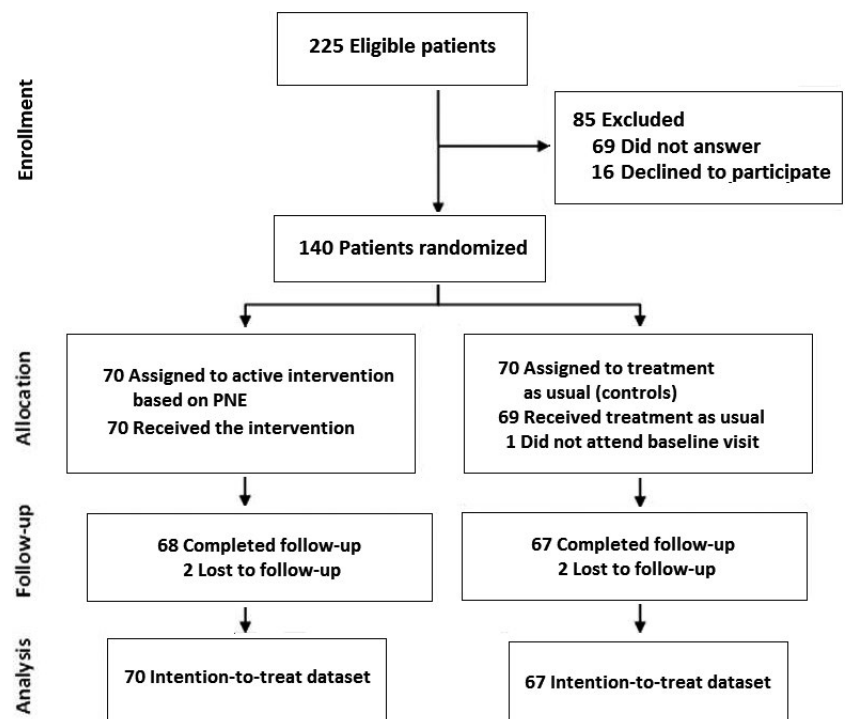 225 Eligible patients
Enrollment
85 Excluded
69 Did not answer
16 Declined to participate
140 Patients randomized
Allocation
70 Assigned to active intervention
based on PNE
70 Received the intervention
70 Assigned to treatment
as usual (controls)
69 Received treatment as usual
1 Did not attend baseline visit
Follow-up
68 Completed follow-up
2 Lost to follow-up
67 Completed follow-up
2 Lost to follow-up
Analysis
70 Intention-to-treat dataset
67 Intention-to-treat dataset